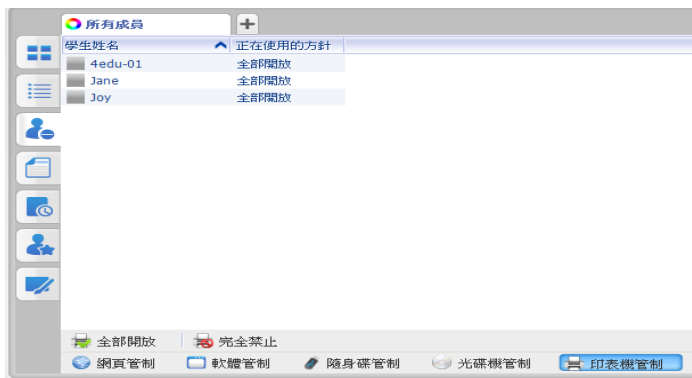 所有成員
學生姓名 正在使用的方針
4edu-01 全部開放
Jane 全部開放
Joy 全部開放
全部開放 完全禁止
網頁管制 軟體管制 隨身碟管制 光碟機管制 印表機管制